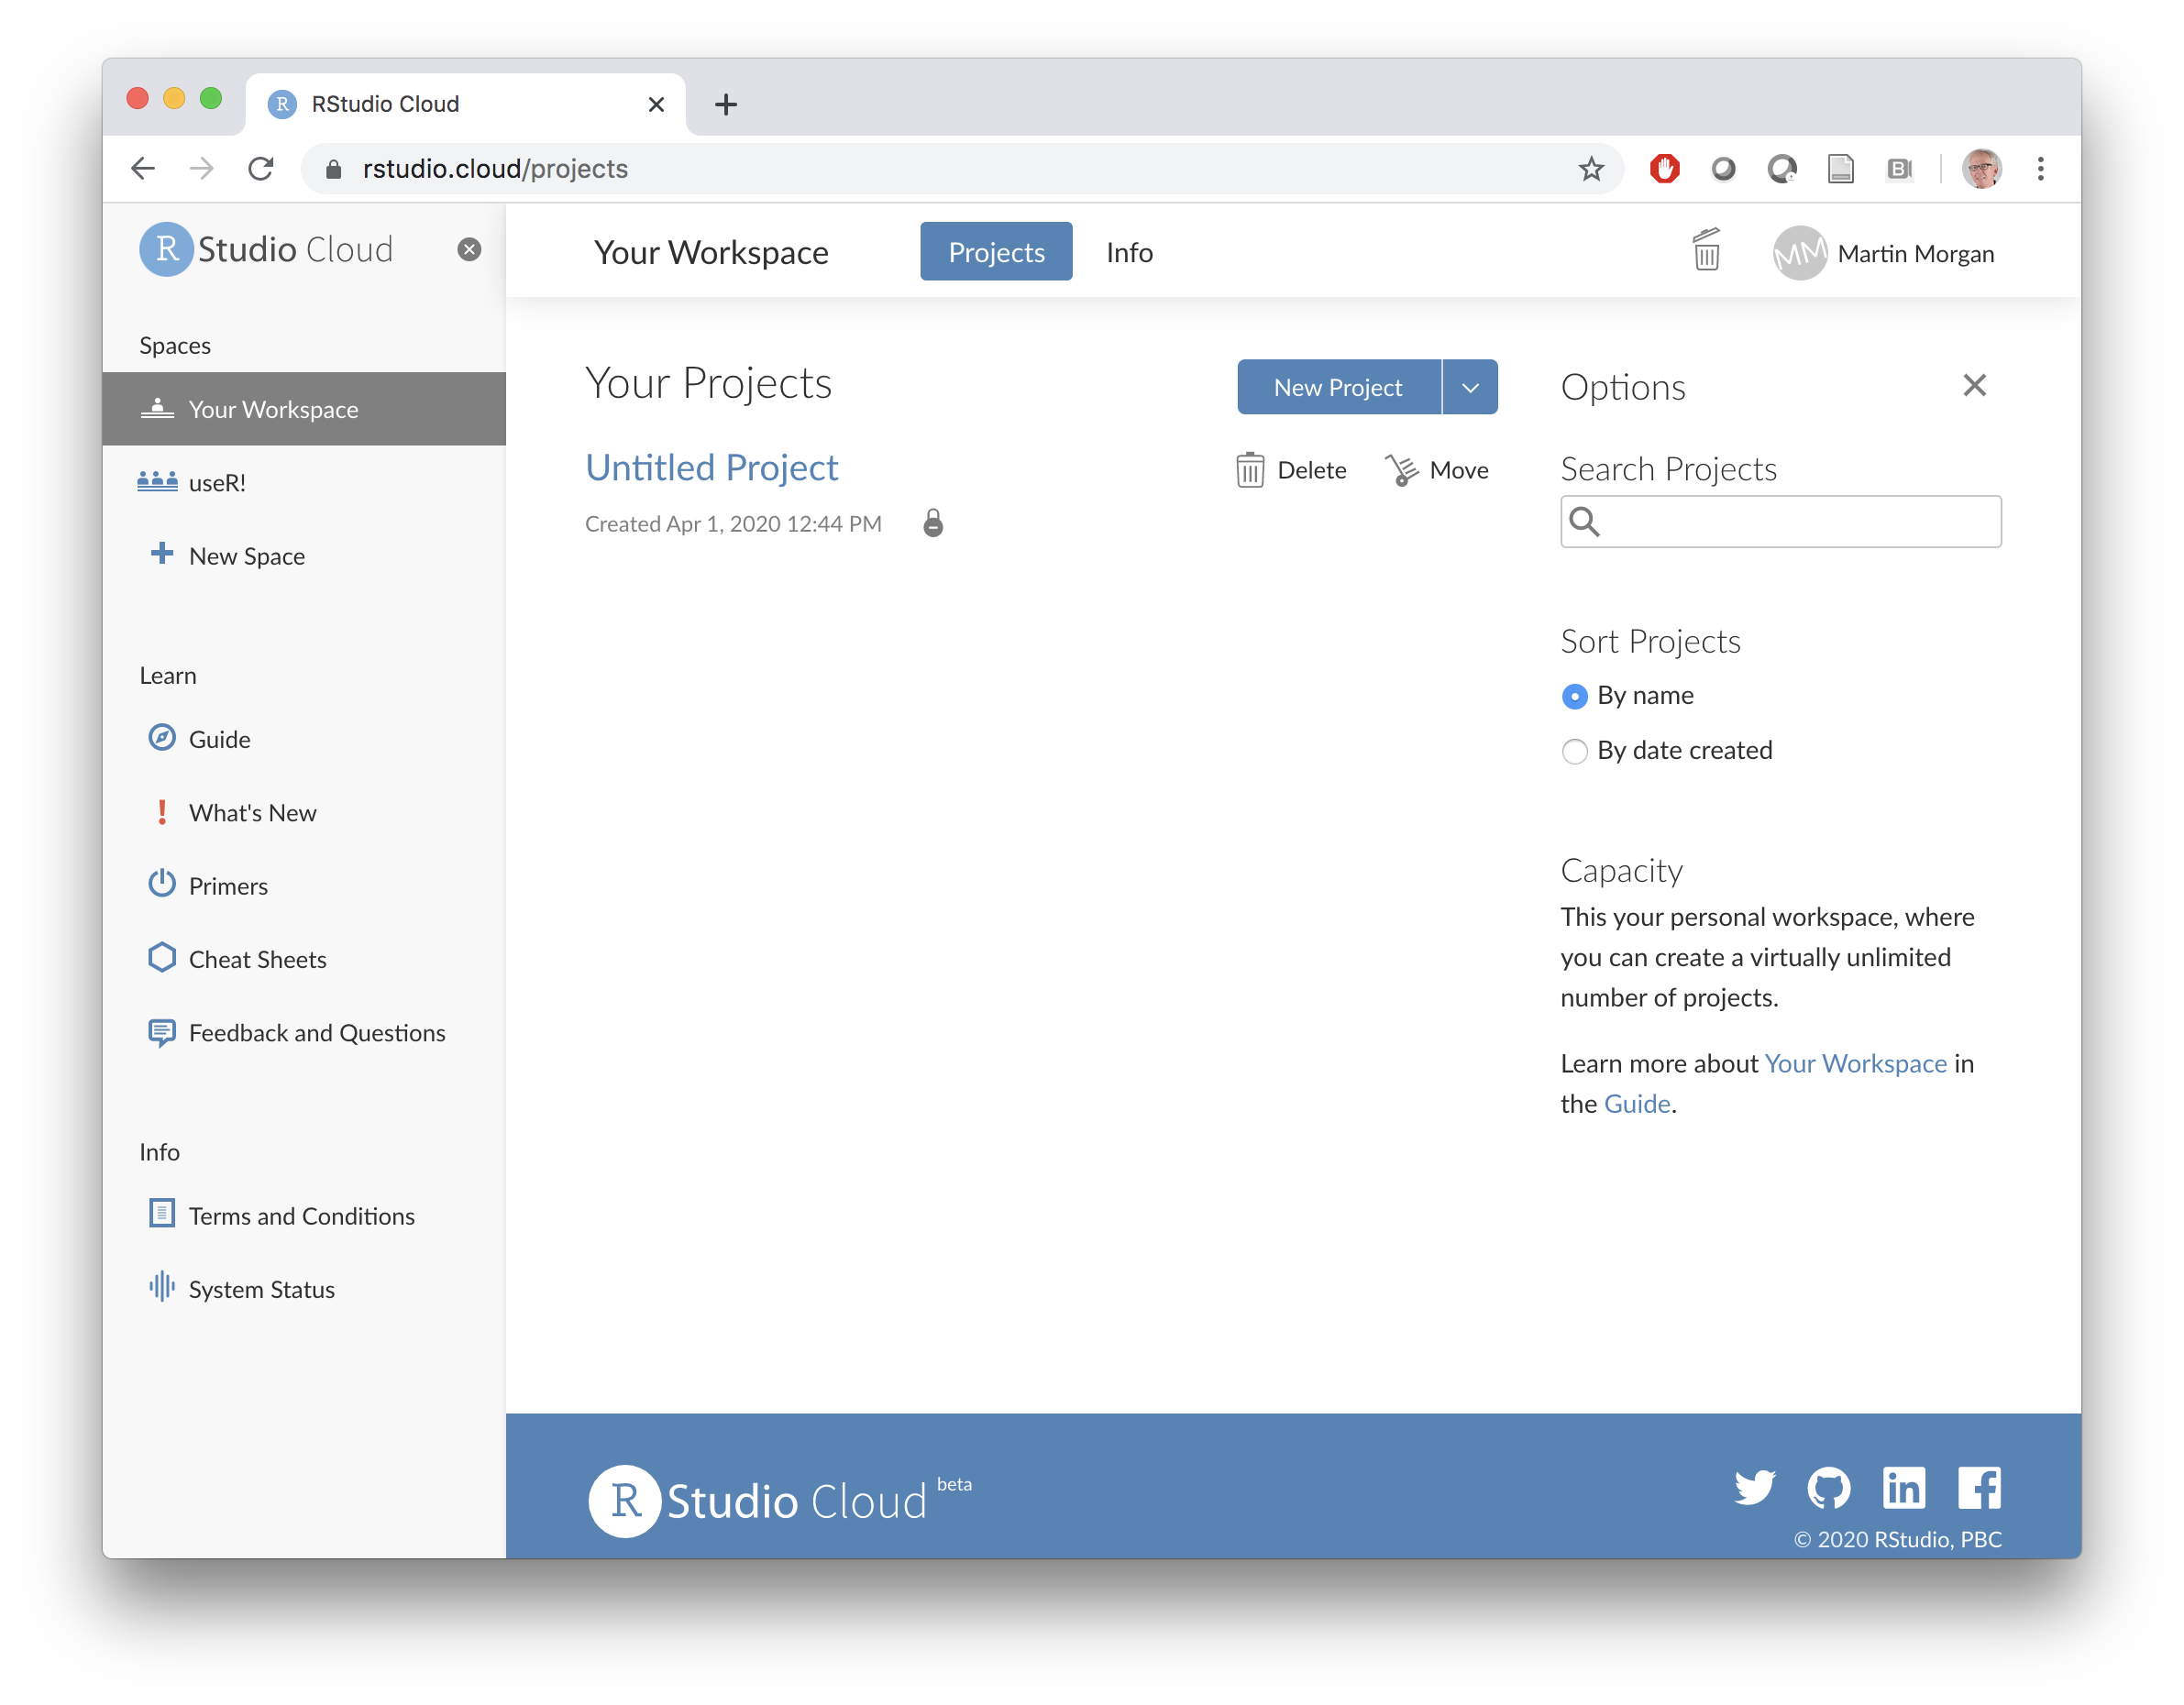 RStudio Cloud
rstudio.cloud/projects
R Studio Cloud
Spaces
Your Workspace
useR!
New Space
Learn
Guide
What's New
Primers
Cheat Sheets
Feedback and Questions
Info
Terms and Conditions
System Status
Your Workspace
Projects
Info
MM
Martin Morgan
Your Projects
New Project
Untitled Project
Delete
Move
Created Apr 1, 2020 12:44 PM
Options
Search Projects
Sort Projects
By name
By date created
Capacity
This your personal workspace, where
you can create a virtually unlimited
number of projects.
Learn more about Your Workspace in
the Guide.
R Studio Cloud beta
© 2020 RStudio, PBC